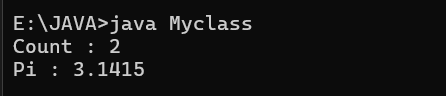 E:\JAVA>java Myclass
Count : 2
Pi : 3.1415